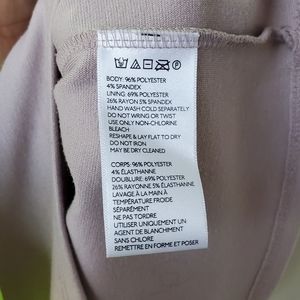 BODY: 96% POLYESTER
4% SPANDEX
LINING: 69% POLYESTER
26% RAYON 5% SPANDEX
HAND WASH COLD SEPARATELY
DO NOT WRING OR TWIST
USE ONLY NON-CHLORINE
BLEACH
RESHAPE & LAY FLAT TO DRY
DO NOT IRON
MAY BE DRY CLEANED
CORPS: 96% POLYESTER
4% ÉLASTHANNE
DOUBLURE: 69% POLYESTER
26% RAYONNE 5% ÉLASTHANNE
LAVAGE À LA MAIN À
TEMPÉRATURE FROIDE
SÉPARÉMENT
NE PAS TORDRE
UTILISER UNIQUEMENT UN
AGENT DE BLANCHIMENT
SANS CHLORE
REMETTRE EN FORME ET POSER